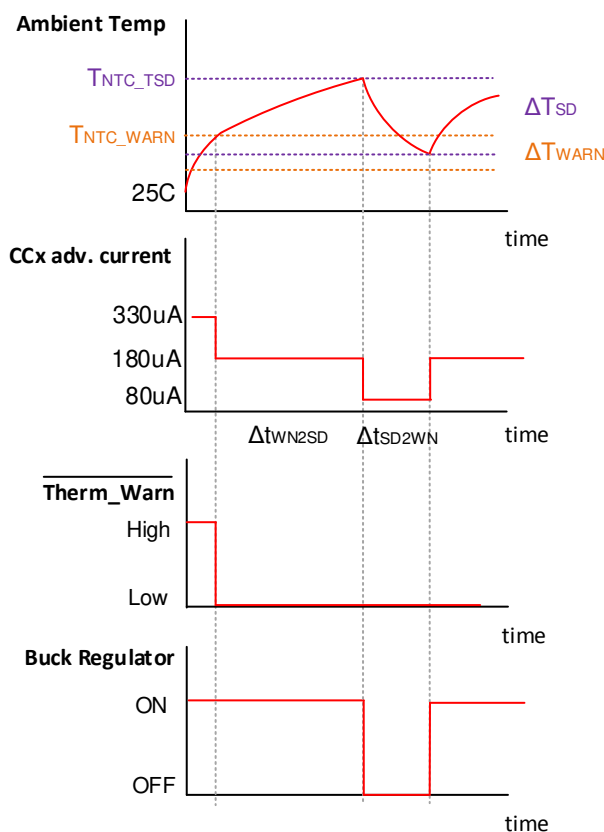 Ambient Temp
TNTC_TSD
ΔTSD
TNTC_WARN
ΔTWARN
25C
time
CCx adv. current
330uA
180uA
80uA
ΔtWN2SD
ΔtSD2WN
time
Therm_Warn
High
Low
time
Buck Regulator
ON
OFF
time